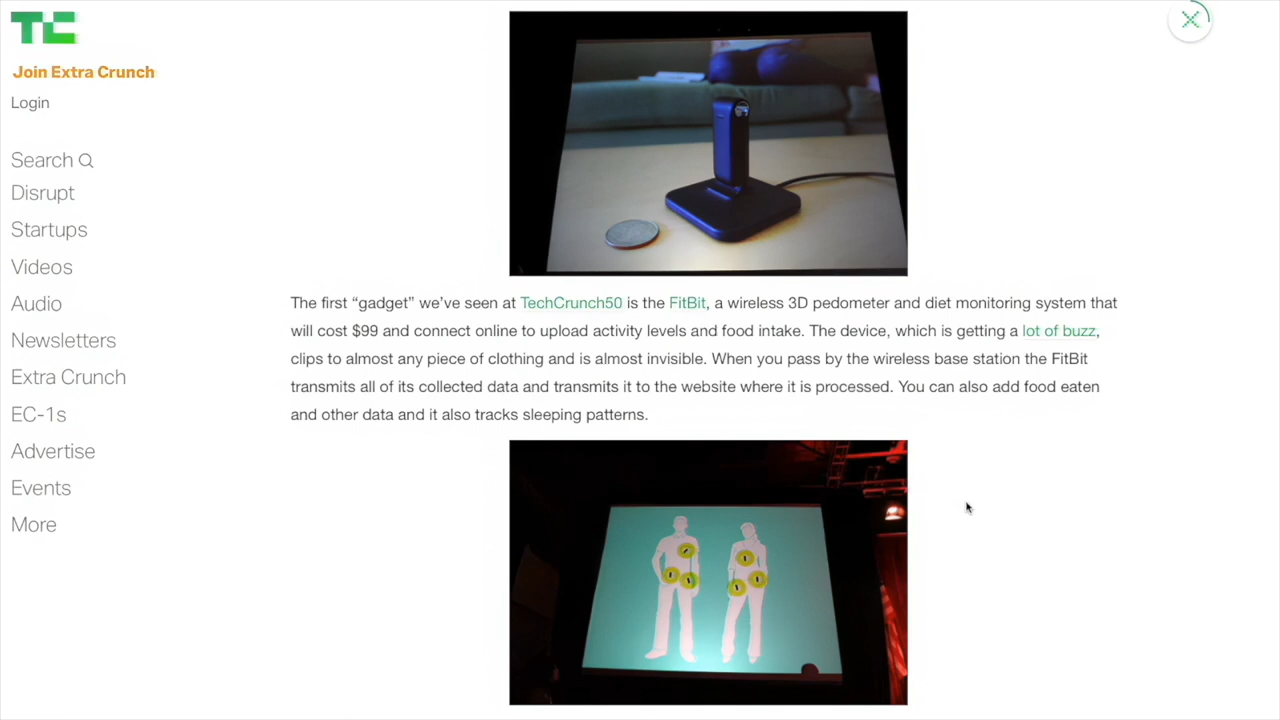 TC
Join Extra Crunch
Login
Search
Disrupt
Startups
Videos
Audio
Newsletters
Extra Crunch
EC-1s
Advertise
Events
More
The first “gadget” we’ve seen at TechCrunch50 is the FitBit, a wireless 3D pedometer and diet monitoring system that
will cost $99 and connect online to upload activity levels and food intake. The device, which is getting a lot of buzz,
clips to almost any piece of clothing and is almost invisible. When you pass by the wireless base station the FitBit
transmits all of its collected data and transmits it to the website where it is processed. You can also add food eaten
and other data and it also tracks sleeping patterns.